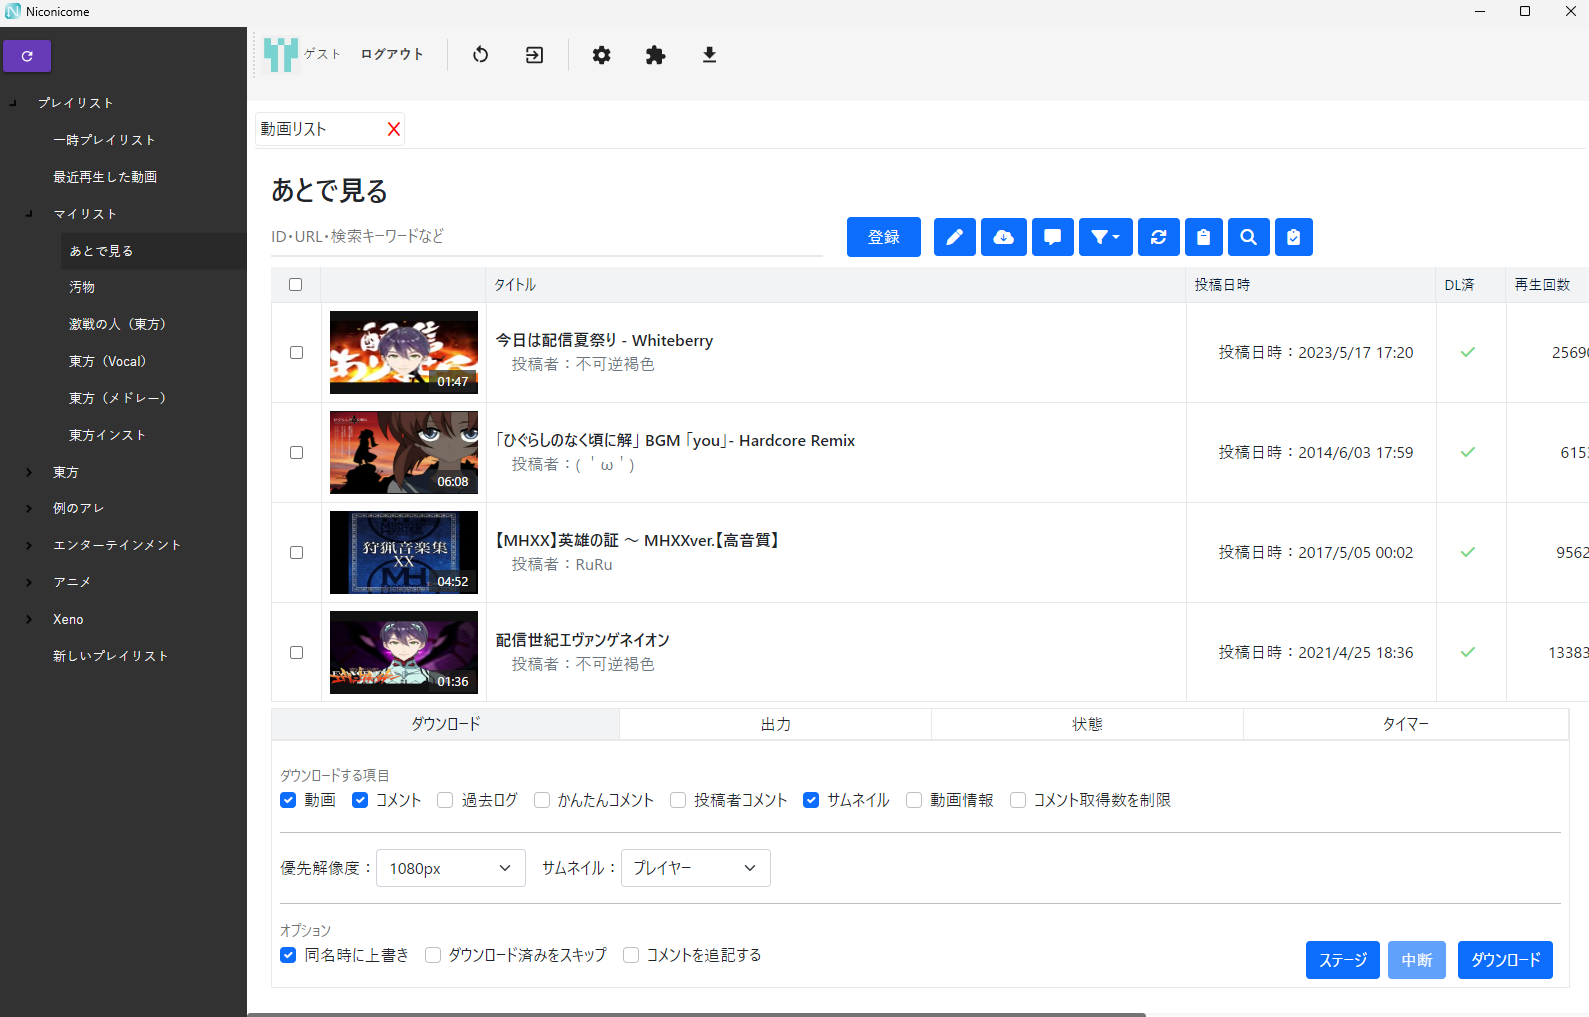 Niconicome
ゲスト ログアウト
プレイリスト
一時プレイリスト
最近再生した動画
マイリスト
あとで見る
汚物
激戦の人（東方）
東方（Vocal）
東方（メドレー）
東方インスト
東方
例のアレ
エンターテインメント
アニメ
Xeno
新しいプレイリスト
動画リスト
あとで見る
ID・URL・検索キーワードなど 登録
タイトル 投稿日時 DL済 再生回数
今日は配信夏祭り - Whiteberry
投稿者：不可逆褐色
01:47
投稿日時：2023/5/17 17:20
25690
「ひぐらしのなく頃に解」 BGM 「you」- Hardcore Remix
投稿者：( ＇ω＇)
06:08
投稿日時：2014/6/03 17:59
6153
【MHXX】英雄の証 ～ MHXXver.【高音質】
投稿者：RuRu
狩猟音楽集
XX
MH
04:52
投稿日時：2017/5/05 00:02
9562
配信世紀エヴァンゲネイオン
投稿者：不可逆褐色
01:36
投稿日時：2021/4/25 18:36
13383
ダウンロード 出力 状態 タイマー
ダウンロードする項目
動画 コメント 過去ログ かんたんコメント 投稿者コメント サムネイル 動画情報 コメント取得数を制限
優先解像度： 1080px サムネイル： プレイヤー
オプション
同名時に上書き ダウンロード済みをスキップ コメントを追記する
ステージ 中断 ダウンロード